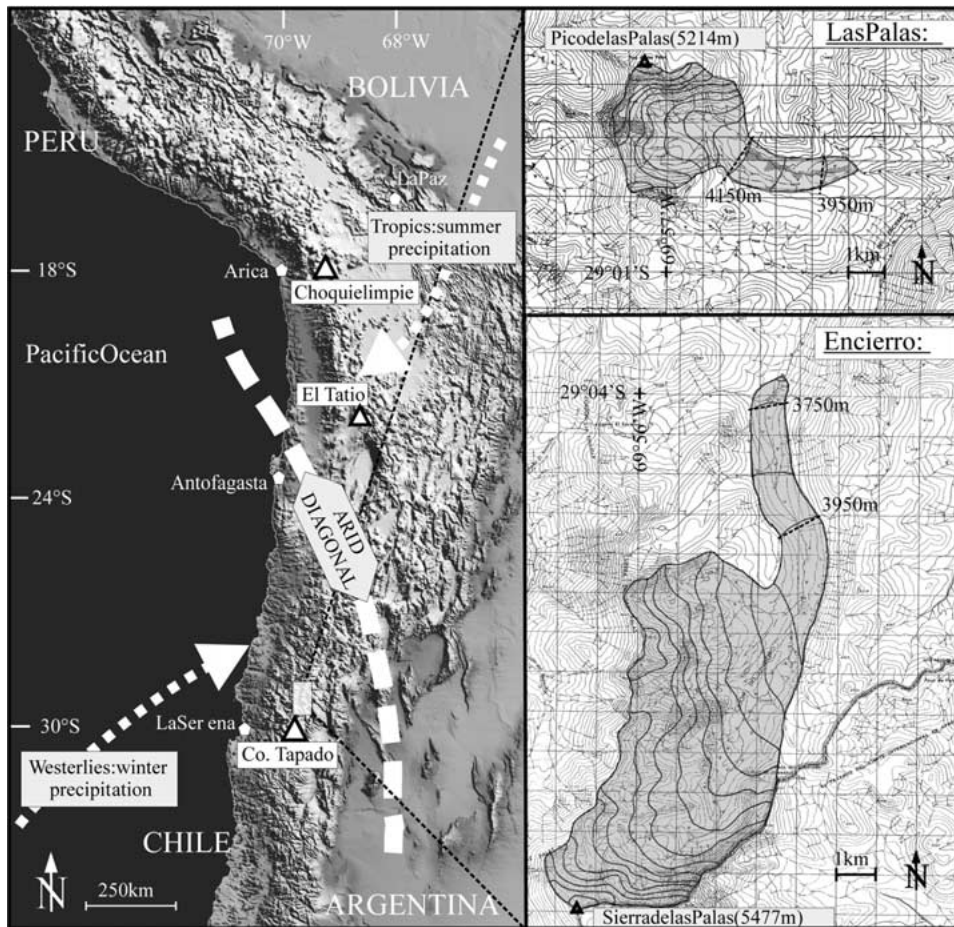 70°W
68°W
BOLIVIA
PERU
LaPaz
Tropics:summer
precipitation
18°S
Arica
Choquielimpie
PacificOcean
El Tatio
Antofagasta
24°S
ARID
DIAGONAL
30°S
LaSer ena
Co. Tapado
Westerlies:winter
precipitation
CHILE
N
250km
ARGENTINA
PicodelasPalas(5214m)
LasPalas:
4150m
3950m
69°57'W
29°01'S
1km
N
Encierro:
29°04'S
69°56'W
3750m
3950m
1km
N
SierradelasPalas(5477m)